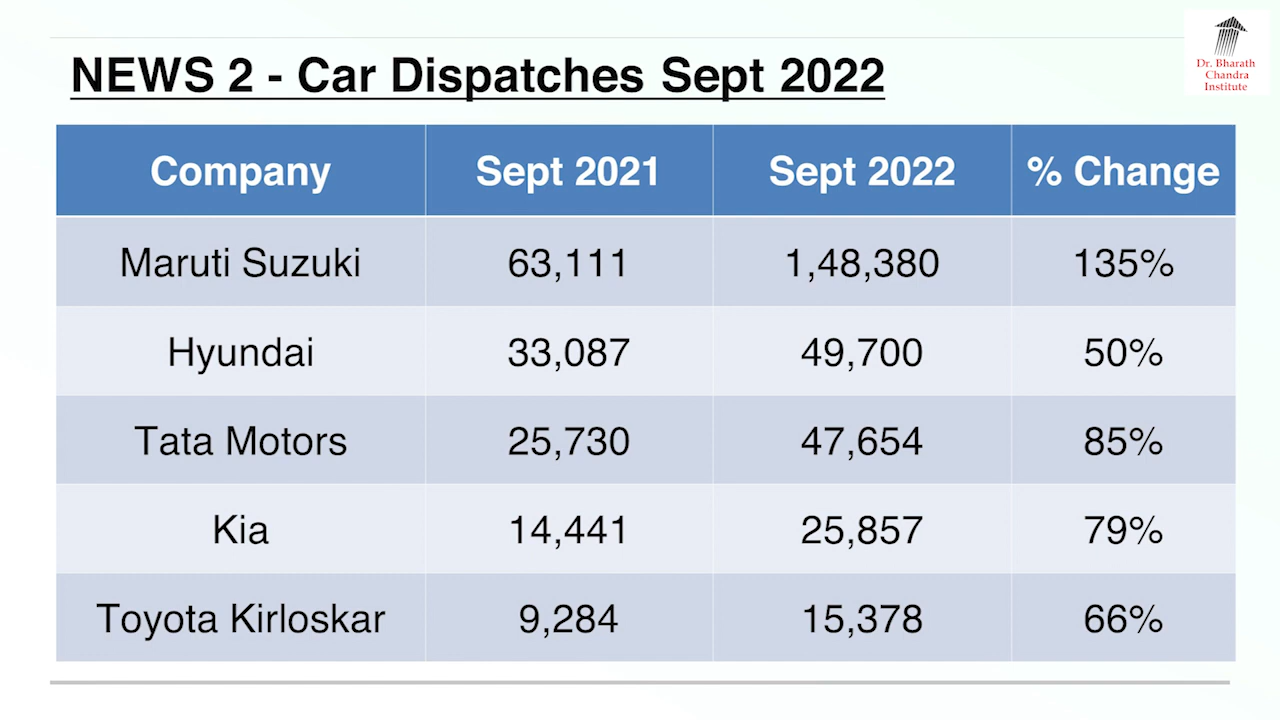 NEWS 2 - Car Dispatches Sept 2022
Dr. Bharath
Chandra
Institute
Company Sept 2021 Sept 2022 % Change
Maruti Suzuki 63,111 1,48,380 135%
Hyundai 33,087 49,700 50%
Tata Motors 25,730 47,654 85%
Kia 14,441 25,857 79%
Toyota Kirloskar 9,284 15,378 66%